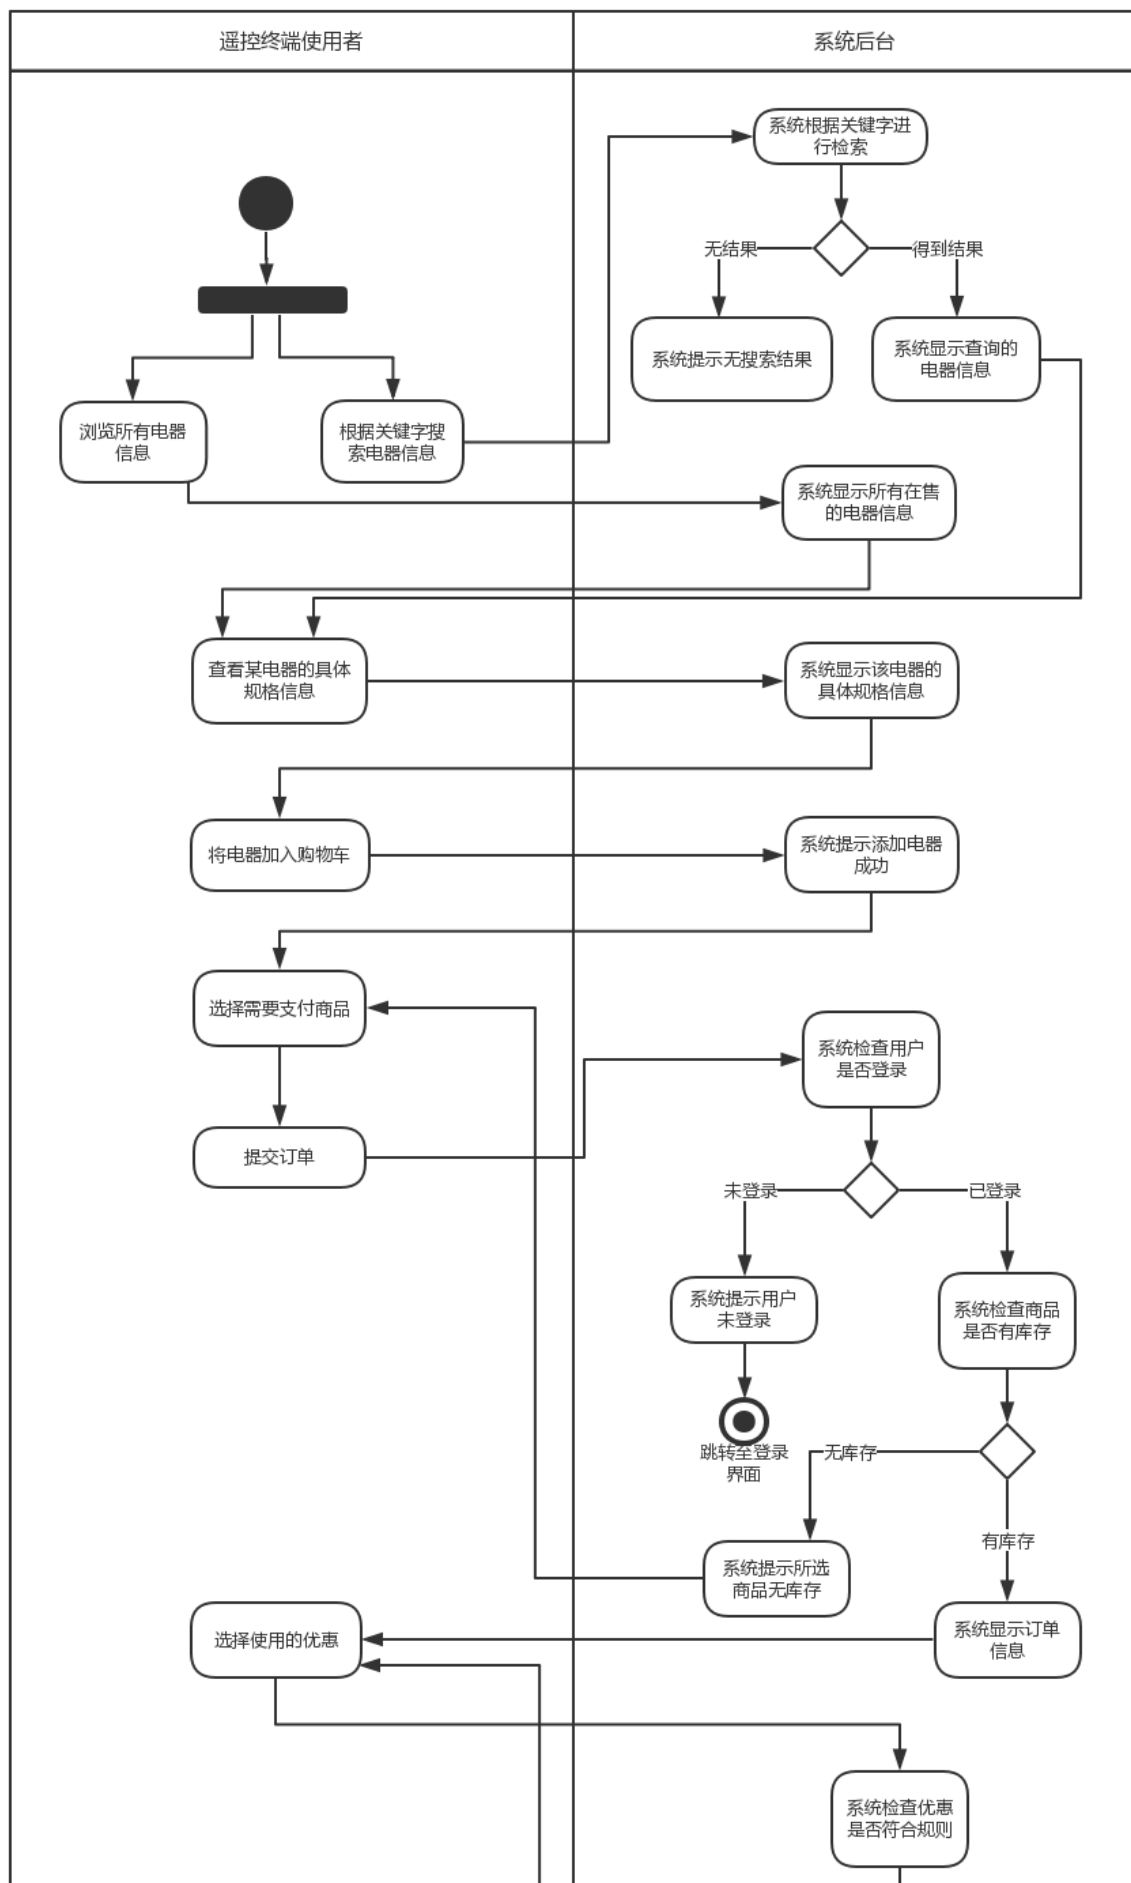 遥控终端使用者
系统后台
系统根据关键字进
行检索
无结果
得到结果
系统提示无搜索结果
系统显示查询的
电器信息
浏览所有电器
信息
根据关键字搜
索电器信息
系统显示所有在售
的电器信息
查看某电器的具体
规格信息
系统显示该电器的
具体规格信息
将电器加入购物车
系统提示添加电器
成功
选择需要支付商品
系统检查用户
是否登录
提交订单
未登录
已登录
系统提示用户
未登录
系统检查商品
是否有库存
跳转至登录
界面
无库存
有库存
系统提示所选
商品无库存
选择使用的优惠
系统显示订单
信息
系统检查优惠
是否符合规则